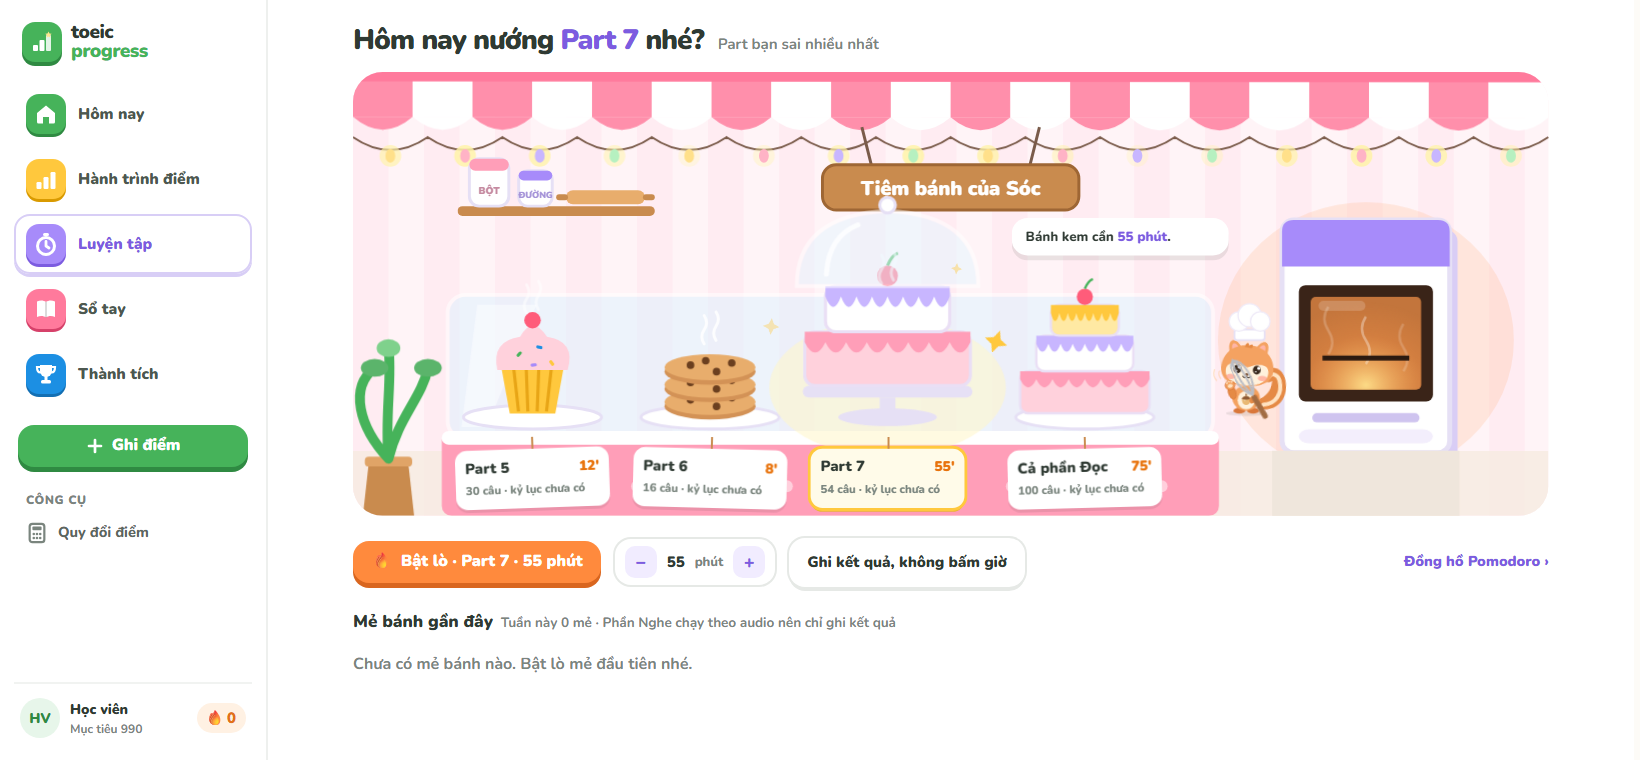 toeic
progress
Hôm nay
Hành trình điểm
Luyện tập
Sổ tay
Thành tích
+ Ghi điểm
CÔNG CỤ
Quy đổi điểm
HV
Học viên
Mục tiêu 990
0
Hôm nay nướng Part 7 nhé? Part bạn sai nhiều nhất
BỘT
ĐƯỜNG
Tiệm bánh của Sóc
Bánh kem cần 55 phút.
Part 5 12'
30 câu · kỷ lục chưa có
Part 6 8'
16 câu · kỷ lục chưa có
Part 7 55'
54 câu · kỷ lục chưa có
Cả phần Đọc 75'
100 câu · kỷ lục chưa có
Bật lò · Part 7 · 55 phút
− 55 phút +
Ghi kết quả, không bấm giờ
Đồng hồ Pomodoro ›
Mẻ bánh gần đây Tuần này 0 mẻ · Phần Nghe chạy theo audio nên chỉ ghi kết quả
Chưa có mẻ bánh nào. Bật lò mẻ đầu tiên nhé.